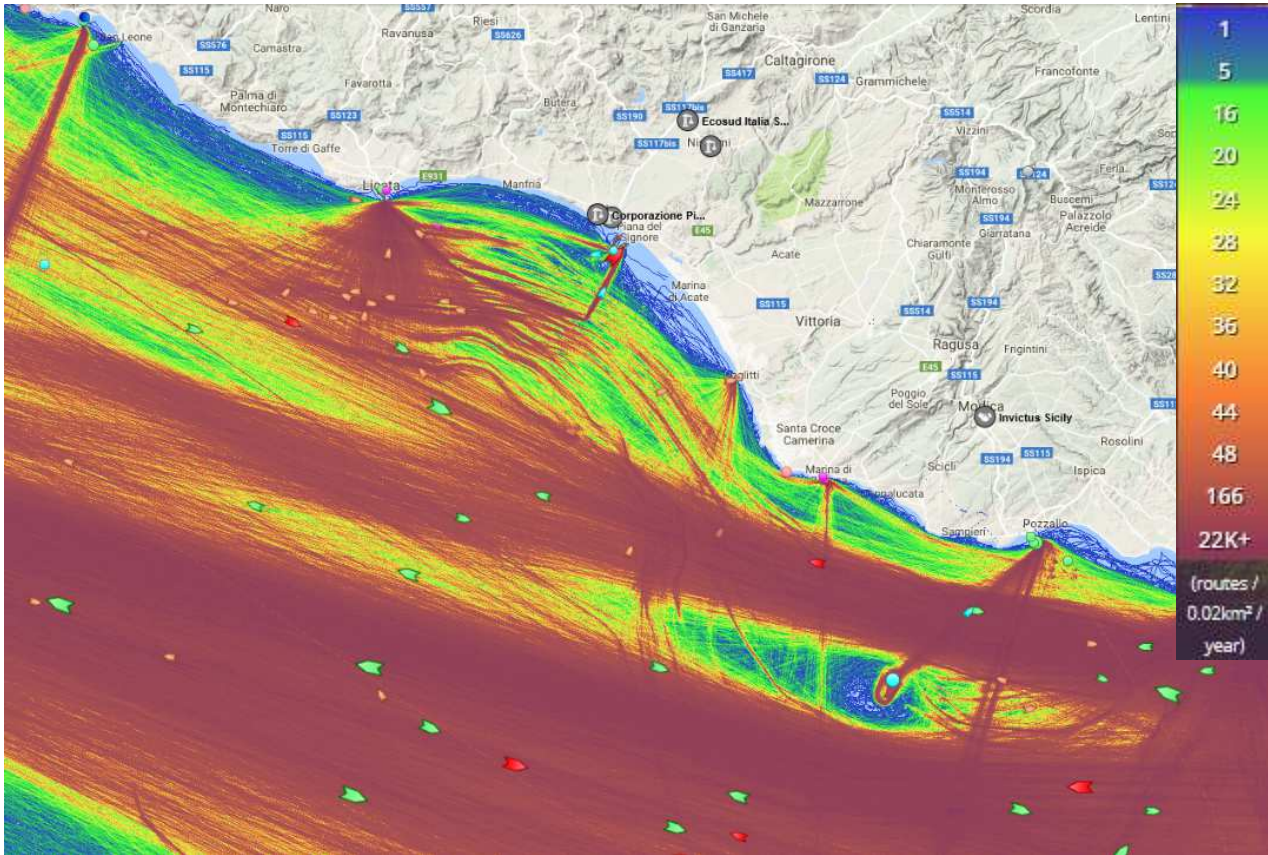 Naro
SS557
Riesi
San Michele
di Ganzaria
Scordia
Lentini
San Leone
SS576
Camastra
Ravanusa
SS626
Caltagirone
SS115
Favarotta
SS417
SS124
Grammichele
Francofonte
Palma di
Montechiaro
SS123
Butera
SS190
SS117bis
Ecosud Italia S...
SS514
Vizzini
SS115
Torre di Gaffe
SS117bis
SS194
Ferla
Licata
E931
Manfria
Monterosso
Almo
Buscemi
Mazzarrone
SS194
Palazzolo
Acreide
Corporazione Pi...
Piana del
Signore
E45
Giarratana
Chiaramonte
Gulfi
Acate
SS194
Marina
di Acate
SS115
SS514
Vittoria
Ragusa
Frigintini
E45
SS115
Poggio
del Sole
Modica
Invictus Sicily
Santa Croce
Camerina
SS194
SS115
Rosolini
Marina di
Scicli
Ispica
Sampieri
Pozzallo
1
5
16
20
24
28
32
36
40
44
48
166
22K+
(routes /
0.02km² /
year)